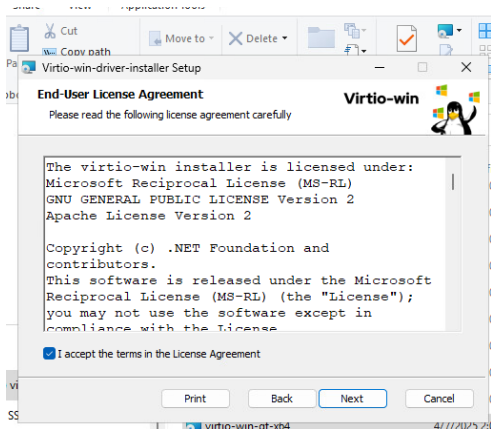 Share View Application Tools
Cut
Copy path
Move to
Delete
Virtio-win-driver-installer Setup
End-User License Agreement
Please read the following license agreement carefully
Virtio-win
The virtio-win installer is licensed under:
Microsoft Reciprocal License (MS-RL)
GNU GENERAL PUBLIC LICENSE Version 2
Apache License Version 2
Copyright (c) .NET Foundation and
contributors.
This software is released under the Microsoft
Reciprocal License (MS-RL) (the "License");
you may not use the software except in
compliance with the License
I accept the terms in the License Agreement
Print
Back
Next
Cancel
virtio-win-gt-x64